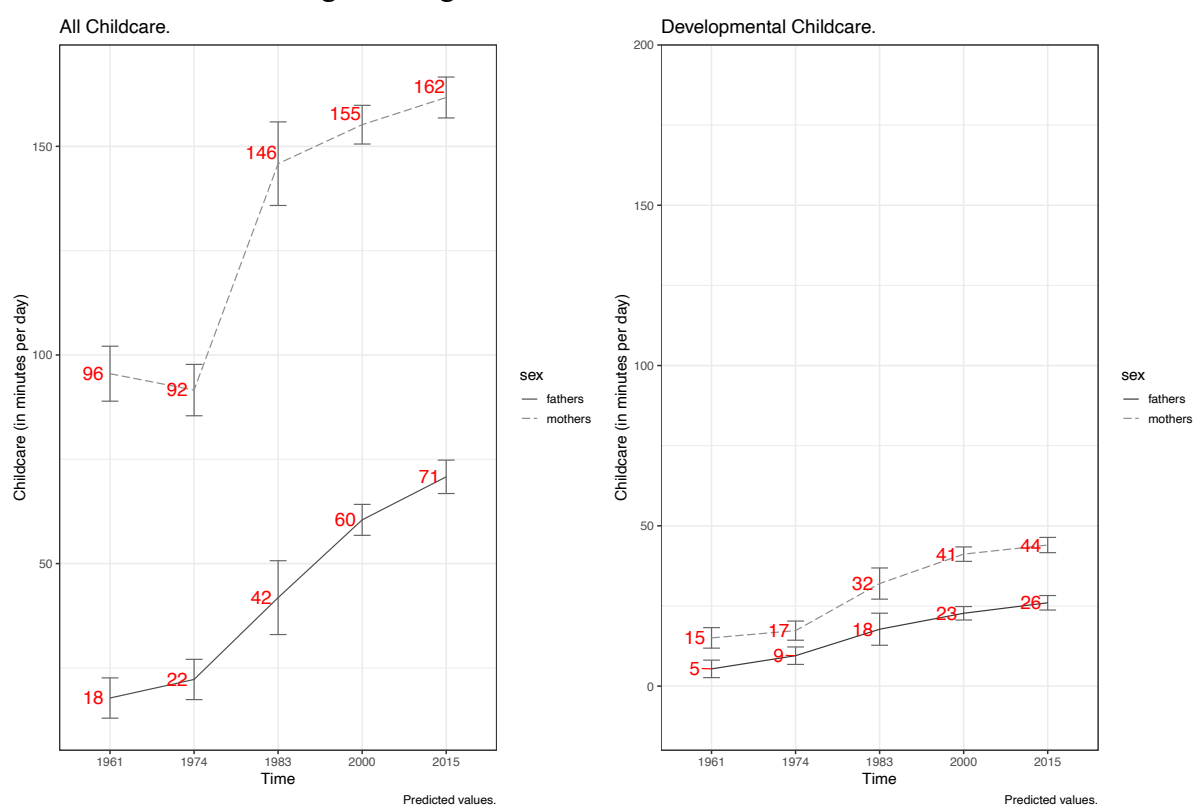 All Childcare.
162
155
150
146
Childcare (in minutes per day)
100
96
92
71
60
50
42
22
18
1961 1974 1983 2000 2015
Time
Predicted values.
sex
fathers
mothers
Developmental Childcare.
200
150
Childcare (in minutes per day)
100
50
44
41
32
26
23
18
17
15
9
5
0
1961 1974 1983 2000 2015
Time
Predicted values.
sex
fathers
mothers